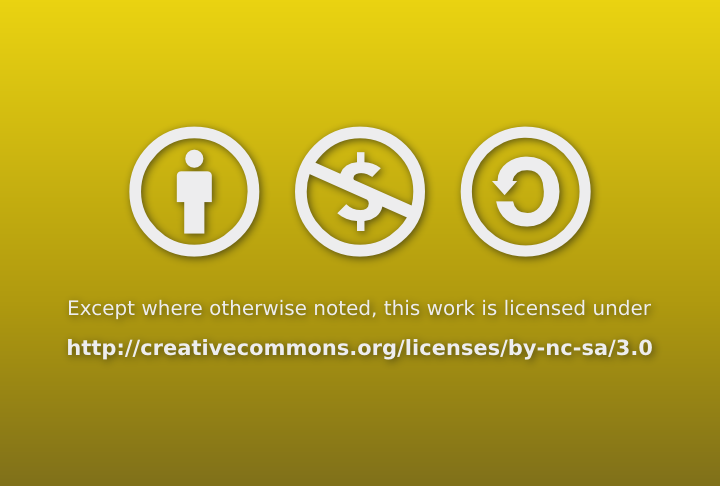 Except where otherwise noted, this work is licensed under
http://creativecommons.org/licenses/by-nc-sa/3.0